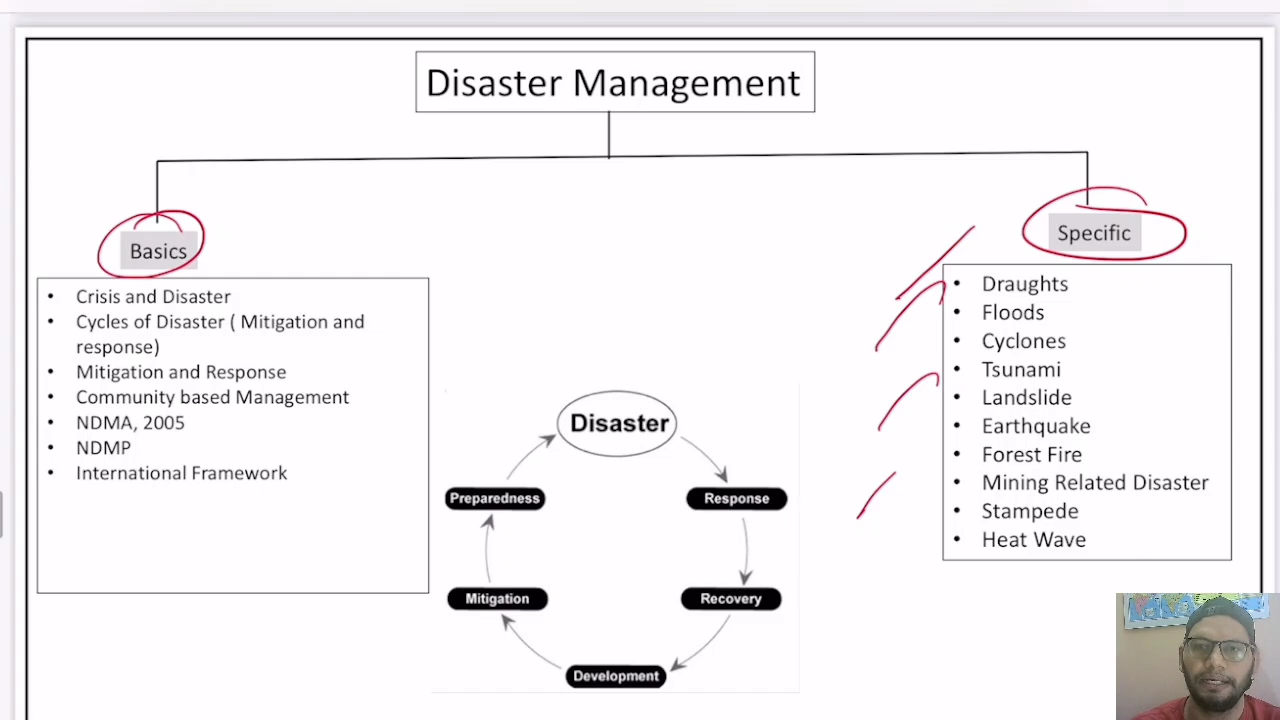 Disaster Management
Basics
• Crisis and Disaster
• Cycles of Disaster ( Mitigation and
response)
• Mitigation and Response
• Community based Management
• NDMA, 2005
• NDMP
• International Framework
Disaster
Response
Recovery
Development
Mitigation
Preparedness
Specific
• Draughts
• Floods
• Cyclones
• Tsunami
• Landslide
• Earthquake
• Forest Fire
• Mining Related Disaster
• Stampede
• Heat Wave